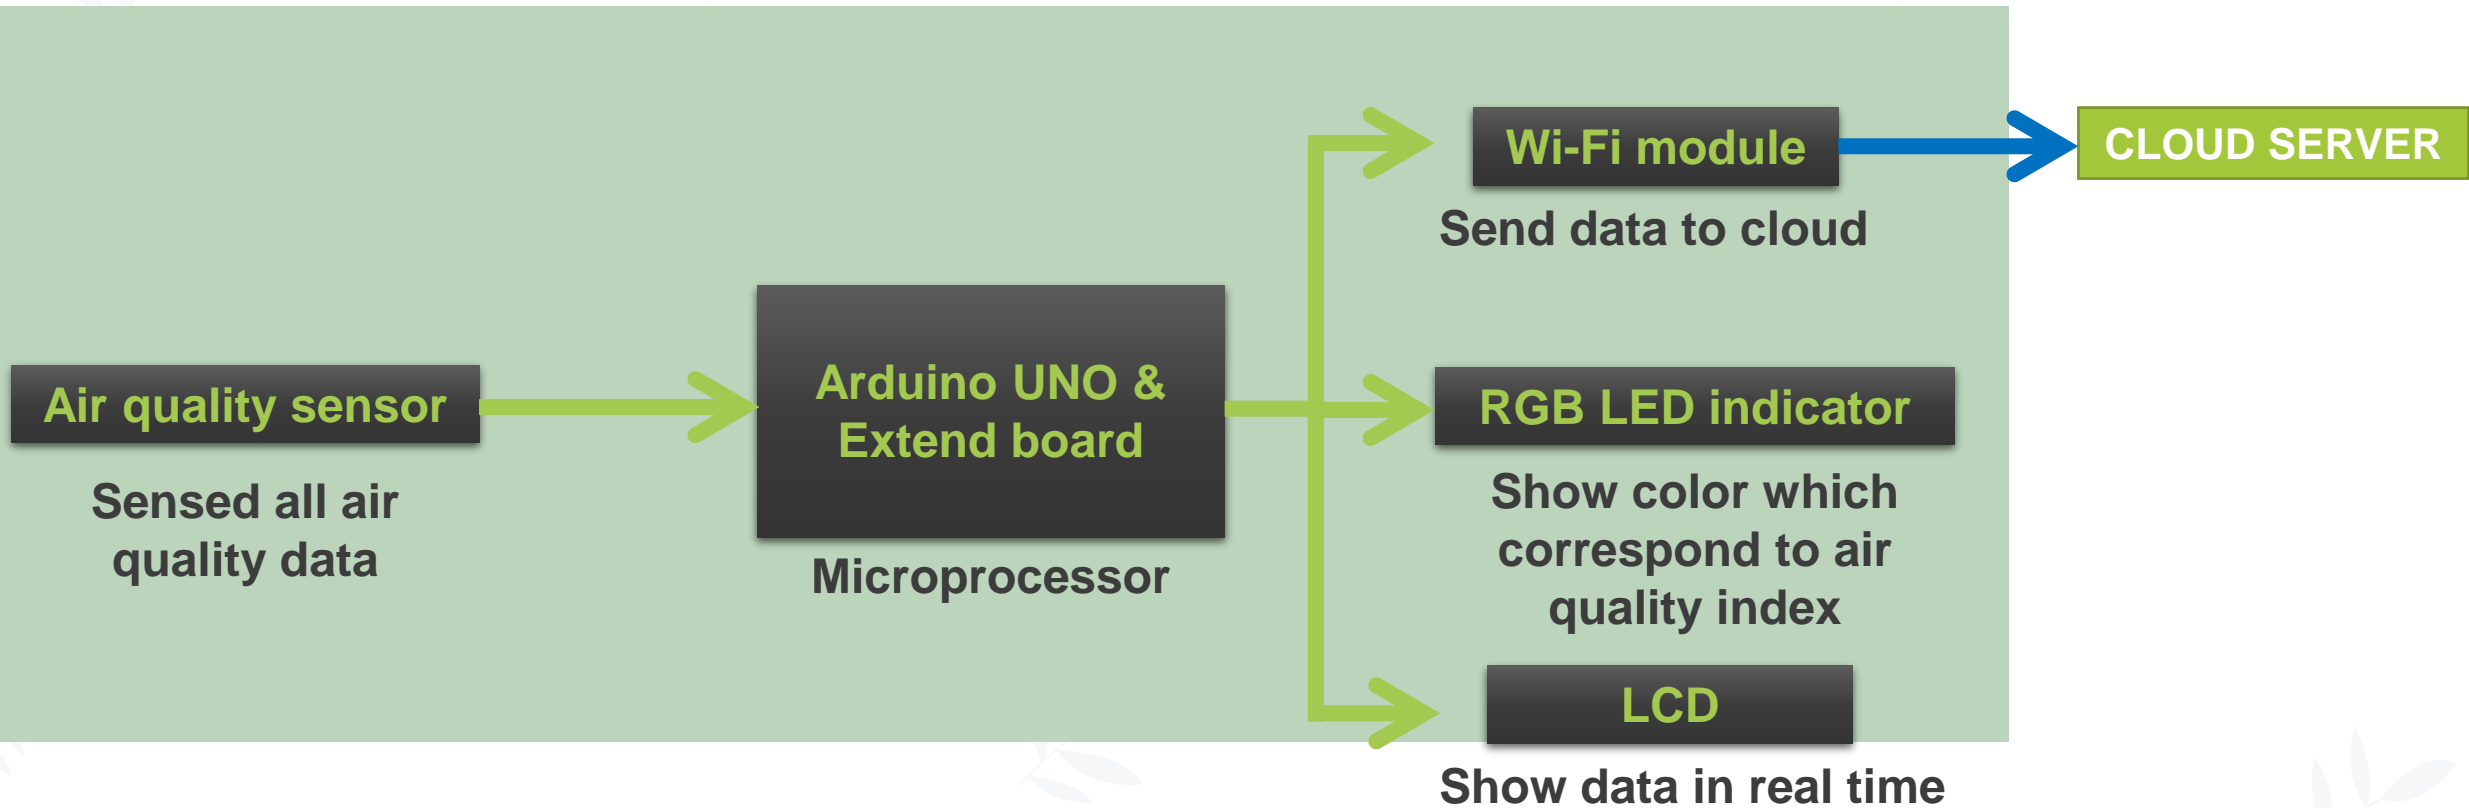 Air quality sensor
Sensed all air
quality data
Arduino UNO &
Extend board
Microprocessor
Wi-Fi module
Send data to cloud
CLOUD SERVER
RGB LED indicator
Show color which
correspond to air
quality index
LCD
Show data in real time